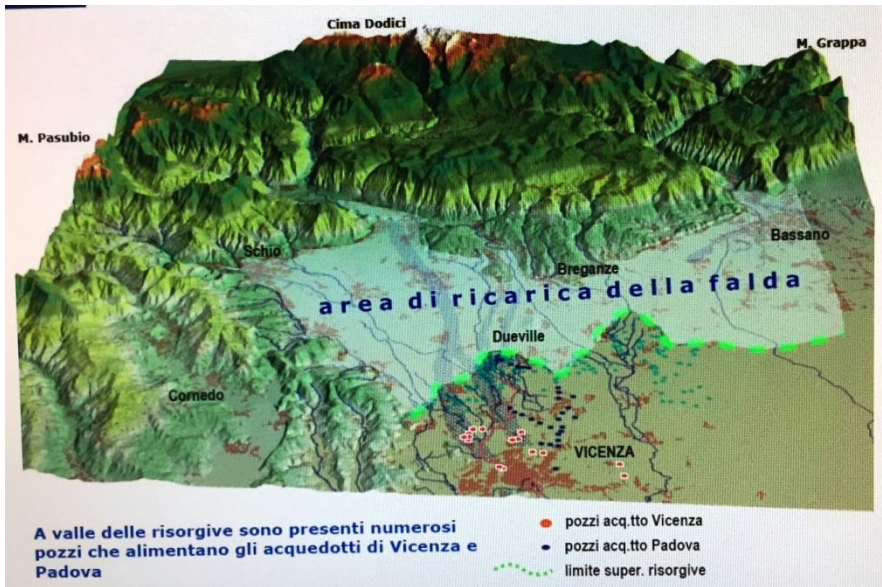 Cima Dodici
M. Grappa
M. Pasubio
Schio
Bassano
Breganze
area di ricarica della falda
Dueville
Cornedo
VICENZA
A valle delle risorgive sono presenti numerosi
pozzi che alimentano gli acquedotti di Vicenza e
Padova
pozzi acq.tto Vicenza
pozzi acq.tto Padova
limite super. risorgive